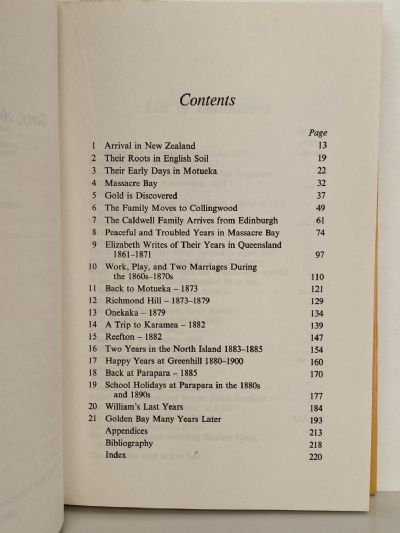 Contents
Page
1 Arrival in New Zealand 13
2 Their Roots in English Soil 19
3 Their Early Days in Motueka 22
4 Massacre Bay 32
5 Gold is Discovered 37
6 The Family Moves to Collingwood 49
7 The Caldwell Family Arrives from Edinburgh 61
8 Peaceful and Troubled Years in Massacre Bay 74
9 Elizabeth Writes of Their Years in Queensland
1861-1871 97
10 Work, Play, and Two Marriages During
the 1860s-1870s 110
11 Back to Motueka – 1873 121
12 Richmond Hill – 1873-1879 129
13 Onekaka – 1879 134
14 A Trip to Karamea – 1882 139
15 Reefton – 1882 147
16 Two Years in the North Island 1883-1885 154
17 Happy Years at Greenhill 1880-1900 160
18 Back at Parapara – 1885 170
19 School Holidays at Parapara in the 1880s
and 1890s 177
20 William's Last Years 184
21 Golden Bay Many Years Later 193
Appendices 213
Bibliography 218
Index 220